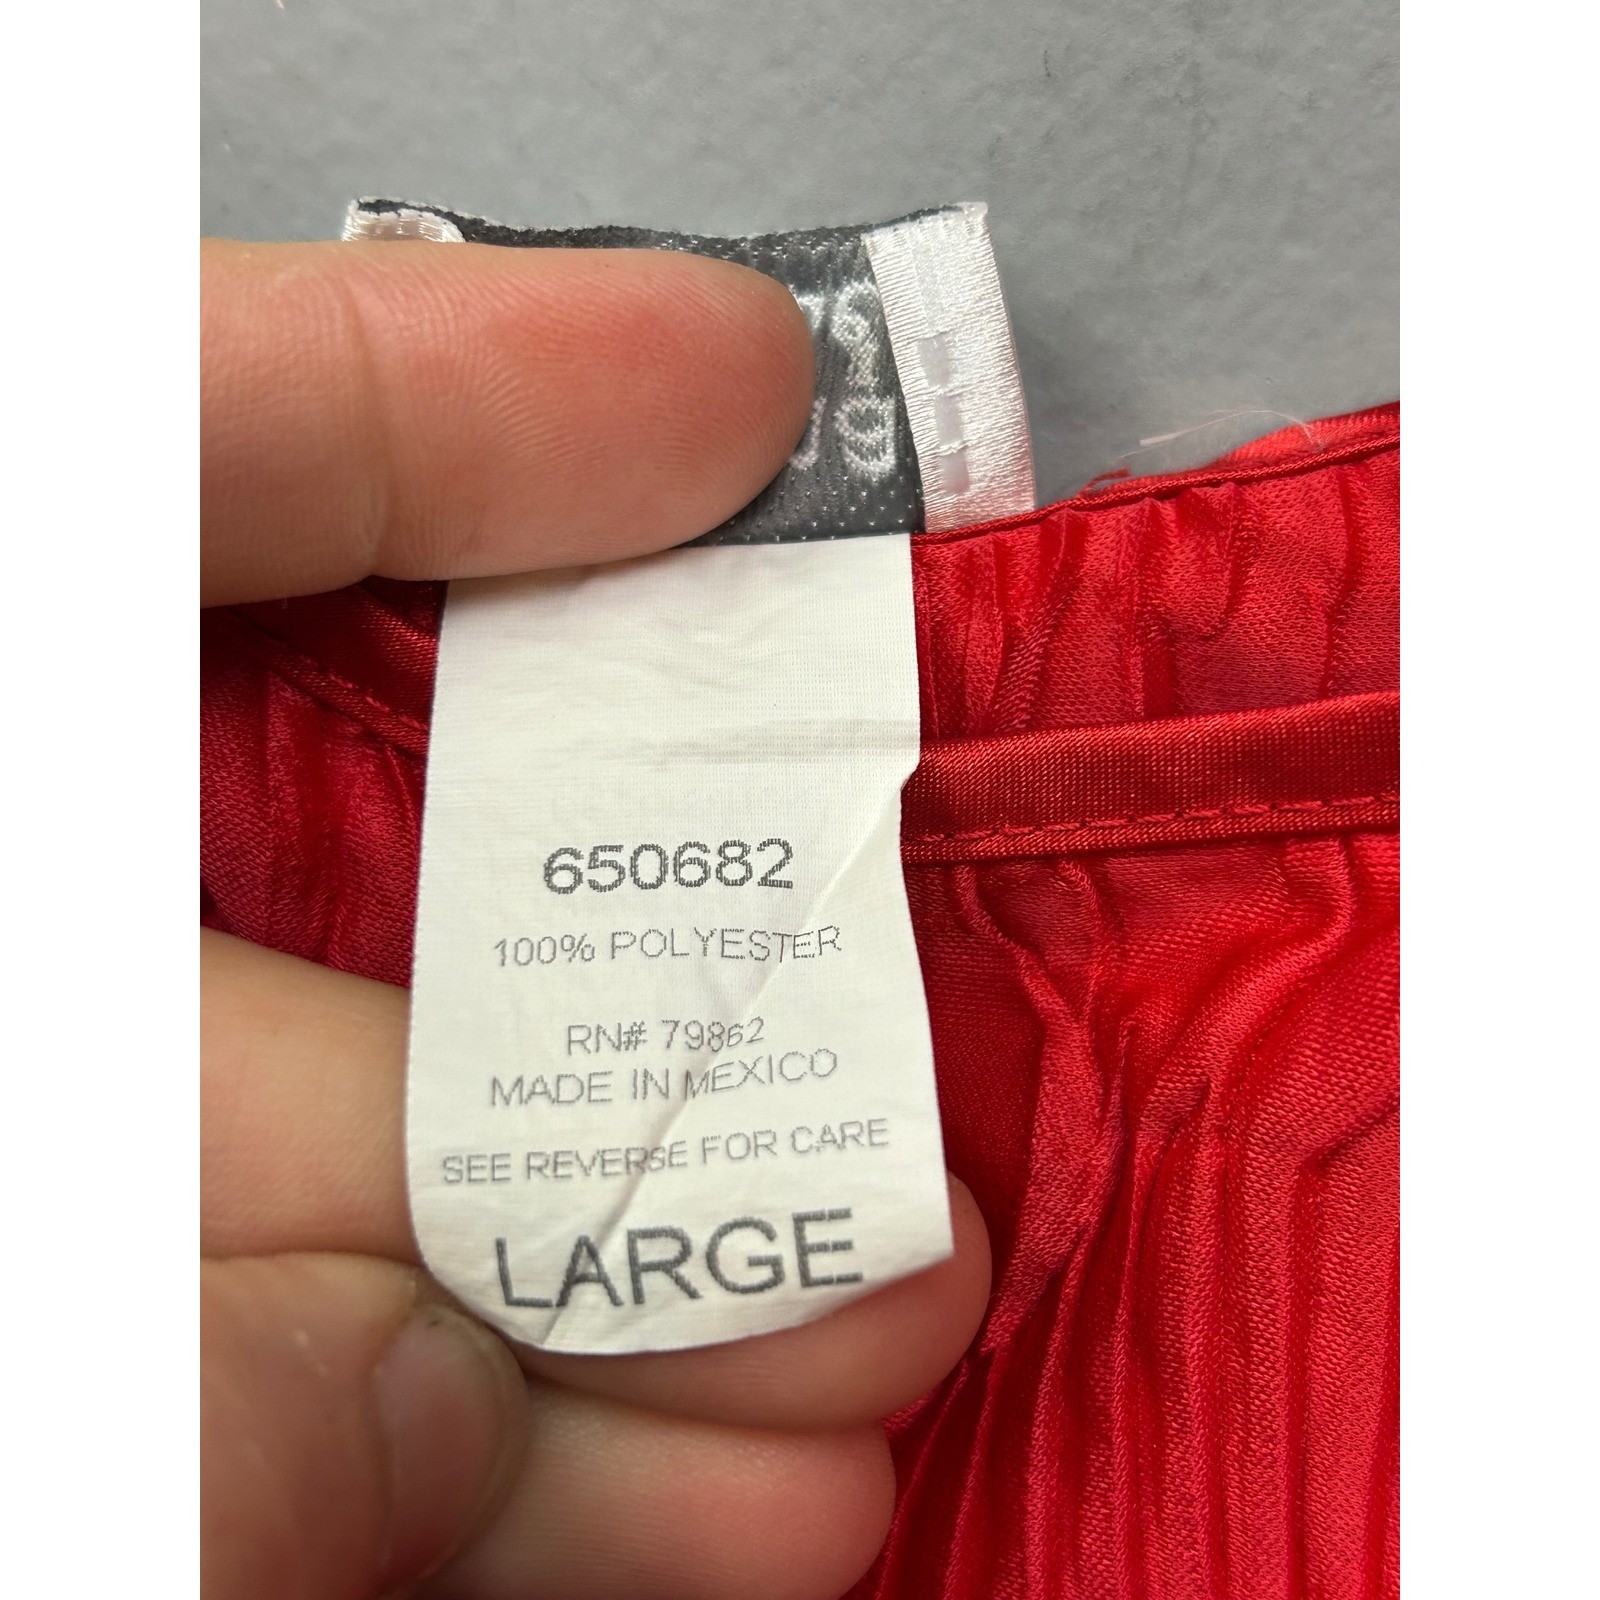 650682
100% POLYESTER
RN# 79862
MADE IN MEXICO
SEE REVERSE FOR CARE
LARGE